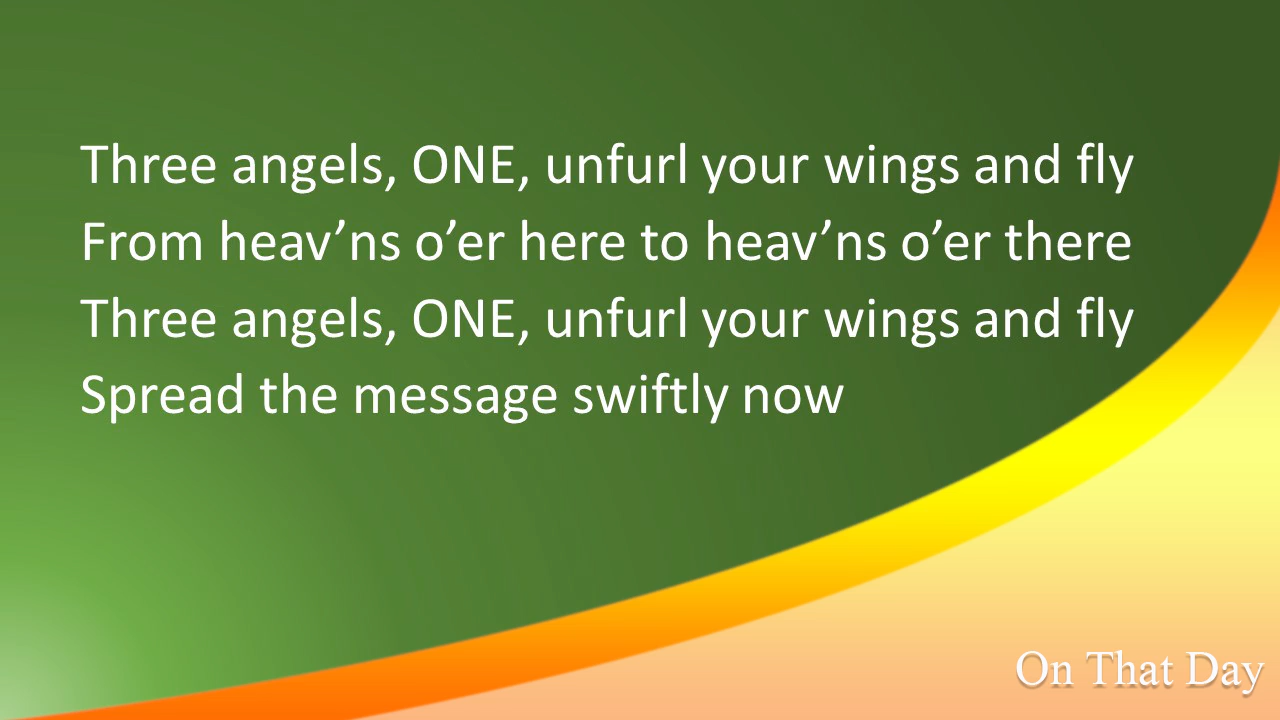 Three angels, ONE, unfurl your wings and fly
From heav’ns o’er here to heav’ns o’er there
Three angels, ONE, unfurl your wings and fly
Spread the message swiftly now
On That Day